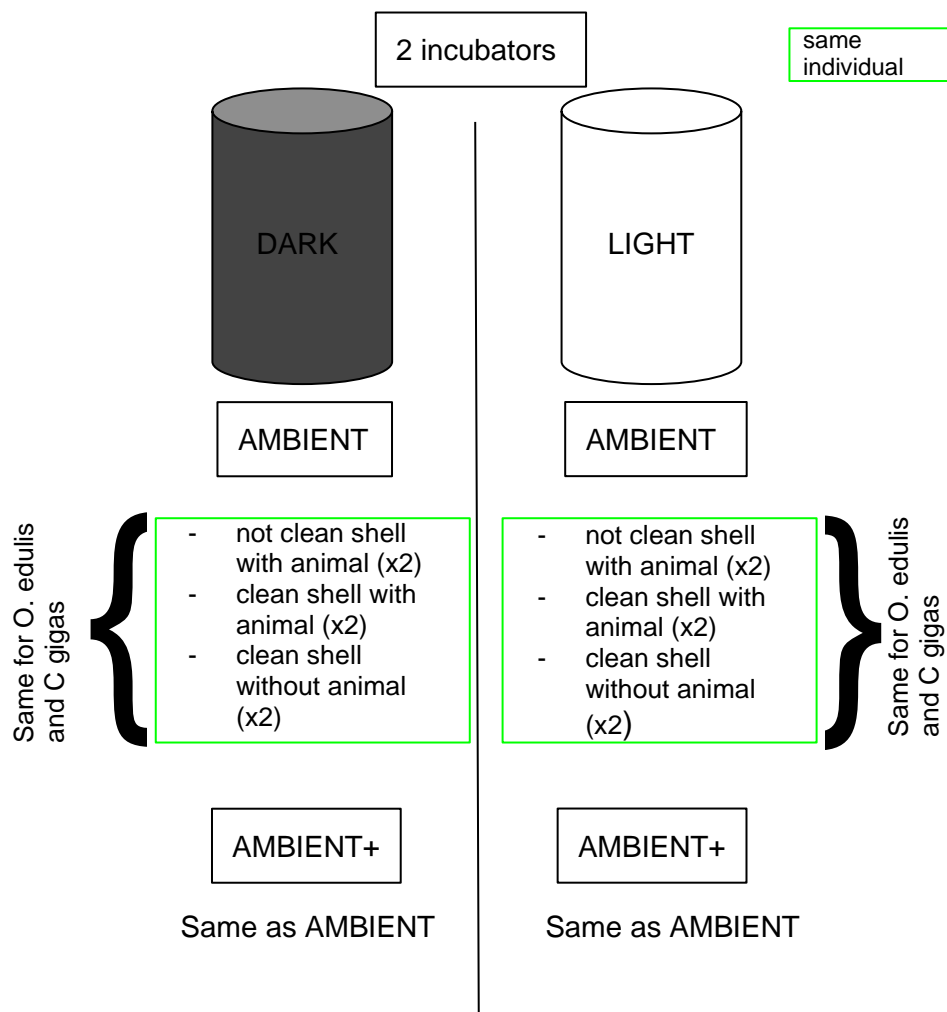 2 incubators
same
individual
DARK
LIGHT
AMBIENT
AMBIENT
Same for O. edulis
and C gigas
- not clean shell
with animal (x2)
- clean shell with
animal (x2)
- clean shell
without animal
(x2)
- not clean shell
with animal (x2)
- clean shell with
animal (x2)
- clean shell
without animal
(x2)
Same for O. edulis
and C gigas
AMBIENT+
AMBIENT+
Same as AMBIENT
Same as AMBIENT